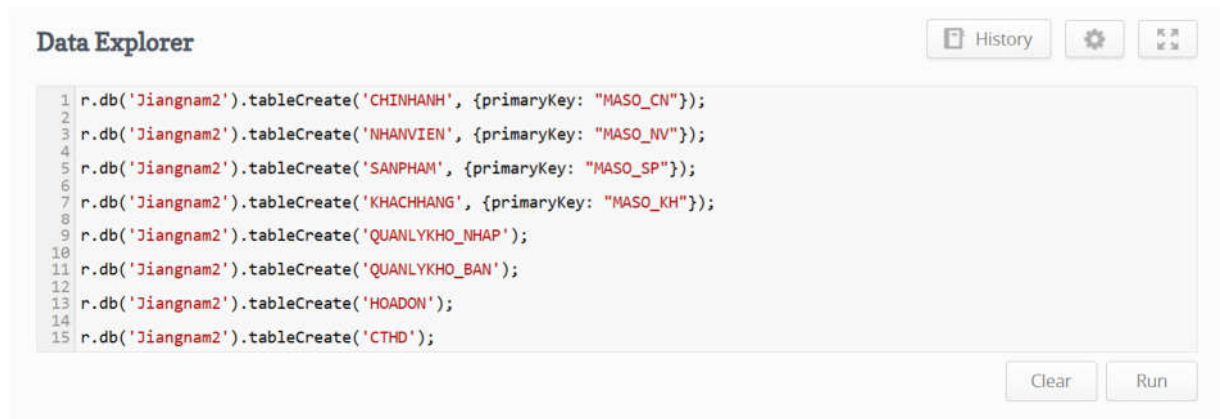 Data Explorer
History
1 r.db('Jiangnam2').tableCreate('CHINHANH', {primaryKey: "MASO_CN"});
2
3 r.db('Jiangnam2').tableCreate('NHANVIEN', {primaryKey: "MASO_NV"});
4
5 r.db('Jiangnam2').tableCreate('SANPHAM', {primaryKey: "MASO_SP"});
6
7 r.db('Jiangnam2').tableCreate('KHACHHANG', {primaryKey: "MASO_KH"});
8
9 r.db('Jiangnam2').tableCreate('QUANLYKHO_NHAP');
10
11 r.db('Jiangnam2').tableCreate('QUANLYKHO_BAN');
12
13 r.db('Jiangnam2').tableCreate('HOADON');
14
15 r.db('Jiangnam2').tableCreate('CTHD');
Clear
Run